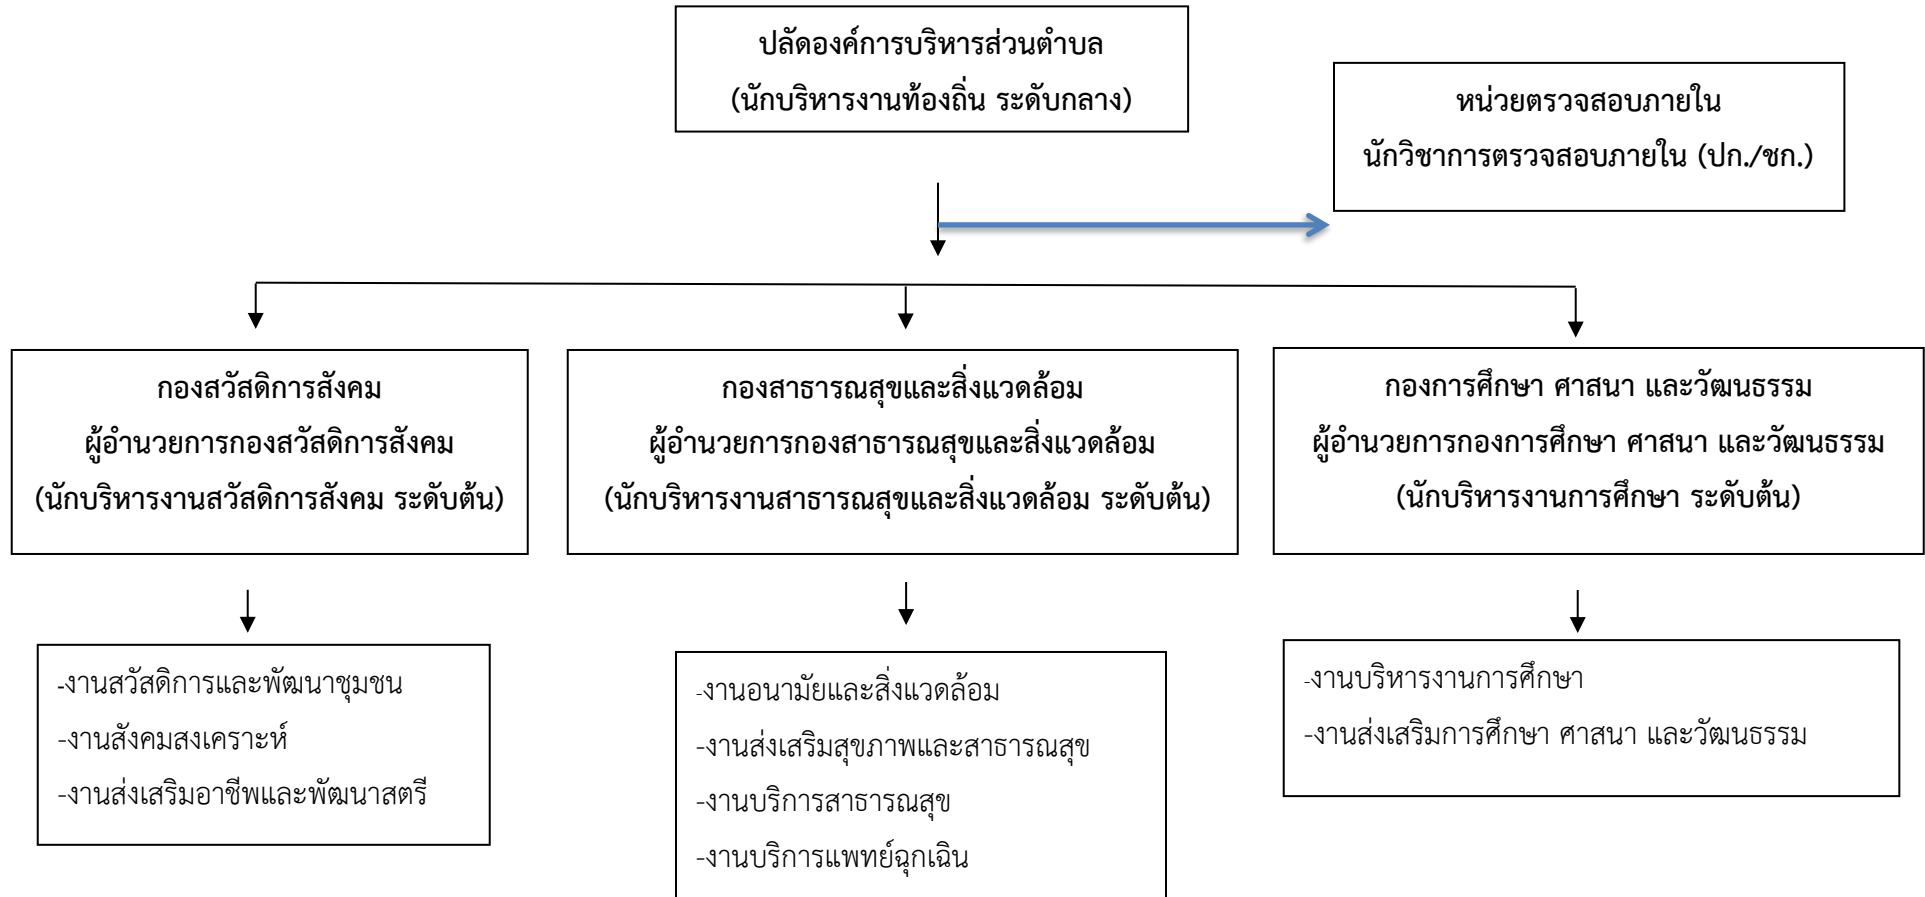 ปลัดองค์การบริหารส่วนตำบล
(นักบริหารงานท้องถิ่น ระดับกลาง)
หน่วยตรวจสอบภายใน
นักวิชาการตรวจสอบภายใน (ปก./ชก.)
กองสวัสดิการสังคม
ผู้อำนวยการกองสวัสดิการสังคม
(นักบริหารงานสวัสดิการสังคม ระดับต้น)
กองสาธารณสุขและสิ่งแวดล้อม
ผู้อำนวยการกองสาธารณสุขและสิ่งแวดล้อม
(นักบริหารงานสาธารณสุขและสิ่งแวดล้อม ระดับต้น)
กองการศึกษา ศาสนา และวัฒนธรรม
ผู้อำนวยการกองการศึกษา ศาสนา และวัฒนธรรม
(นักบริหารงานการศึกษา ระดับต้น)
-งานสวัสดิการและพัฒนาชุมชน
-งานสังคมสงเคราะห์
-งานส่งเสริมอาชีพและพัฒนาสตรี
-งานอนามัยและสิ่งแวดล้อม
-งานส่งเสริมสุขภาพและสาธารณสุข
-งานบริการสาธารณสุข
-งานบริการแพทย์ฉุกเฉิน
-งานบริหารงานการศึกษา
-งานส่งเสริมการศึกษา ศาสนา และวัฒนธรรม